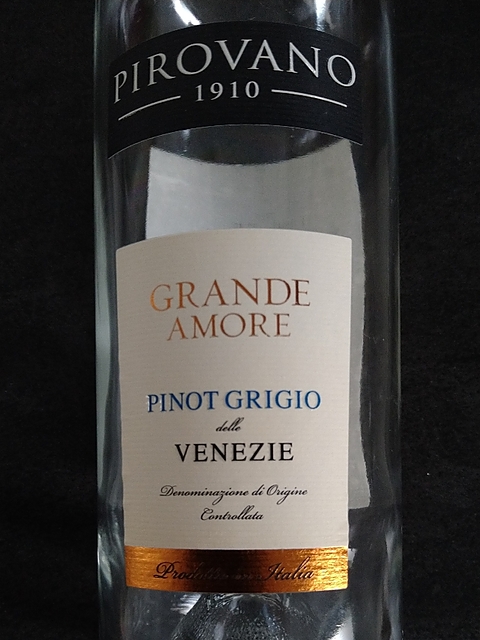 PIROVANO
1910
GRANDE
AMORE
PINOT GRIGIO
delle
VENEZIE
Denominazione di Origine
Controllata
Italia